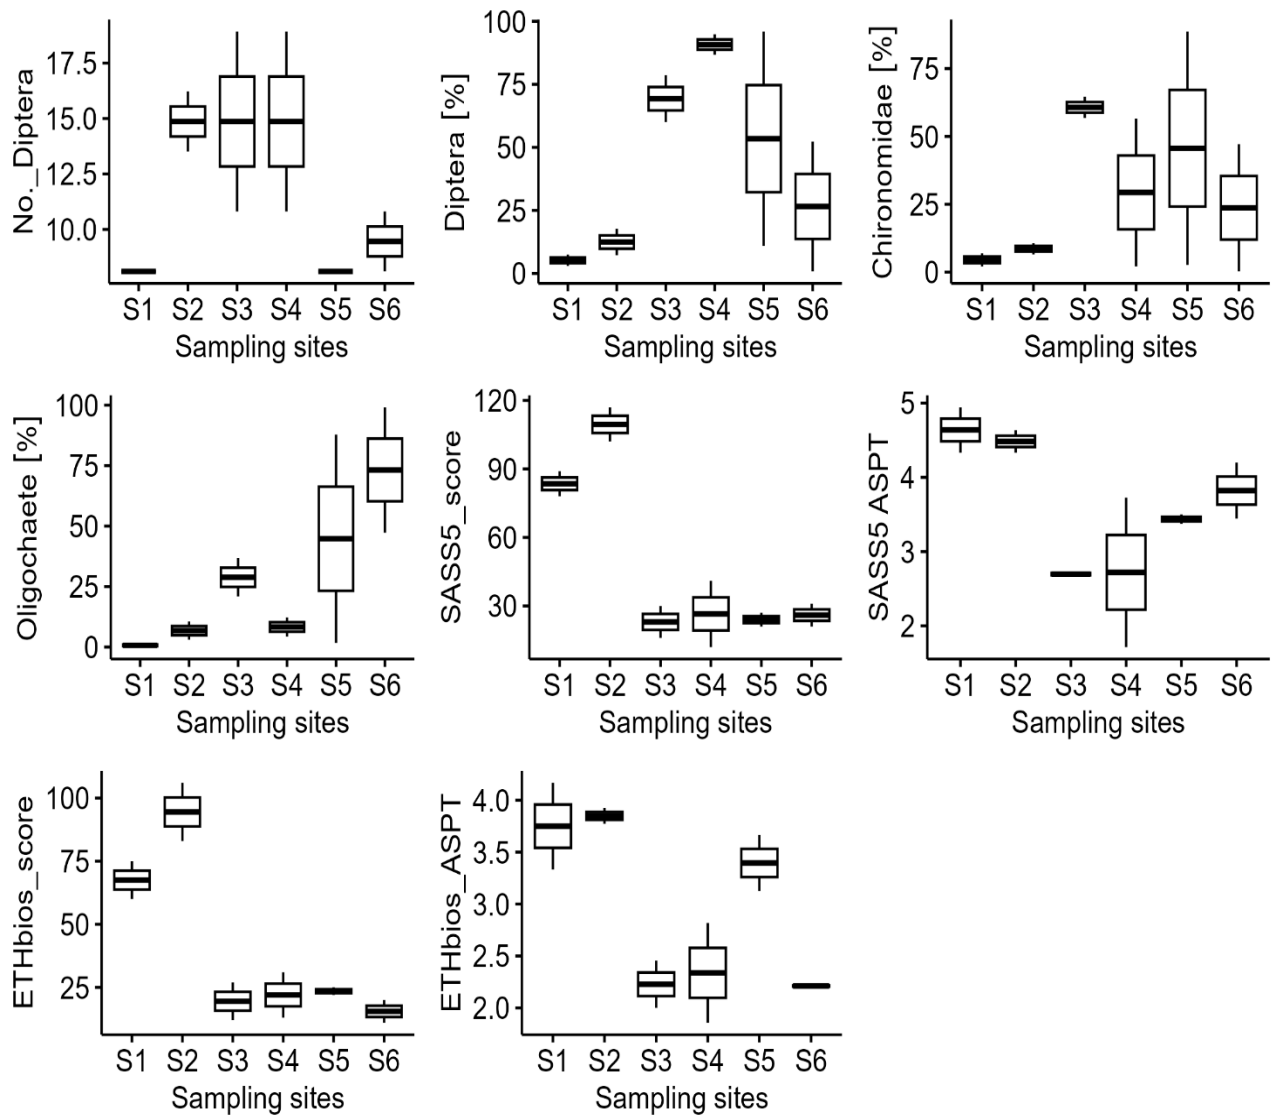 No._Diptera
17.5
15.0
12.5
10.0
S1 S2 S3 S4 S5 S6
Sampling sites
Diptera [%]
100
75
50
25
0
S1 S2 S3 S4 S5 S6
Sampling sites
Chironomidae [%]
75
50
25
0
S1 S2 S3 S4 S5 S6
Sampling sites
Oligochaete [%]
100
75
50
25
0
S1 S2 S3 S4 S5 S6
Sampling sites
SASS5_score
120
90
60
30
S1 S2 S3 S4 S5 S6
Sampling sites
SASS5 ASPT
5
4
3
2
S1 S2 S3 S4 S5 S6
Sampling sites
ETHbios_score
100
75
50
25
S1 S2 S3 S4 S5 S6
Sampling sites
ETHbios_ASPT
4.0
3.5
3.0
2.5
2.0
S1 S2 S3 S4 S5 S6
Sampling sites